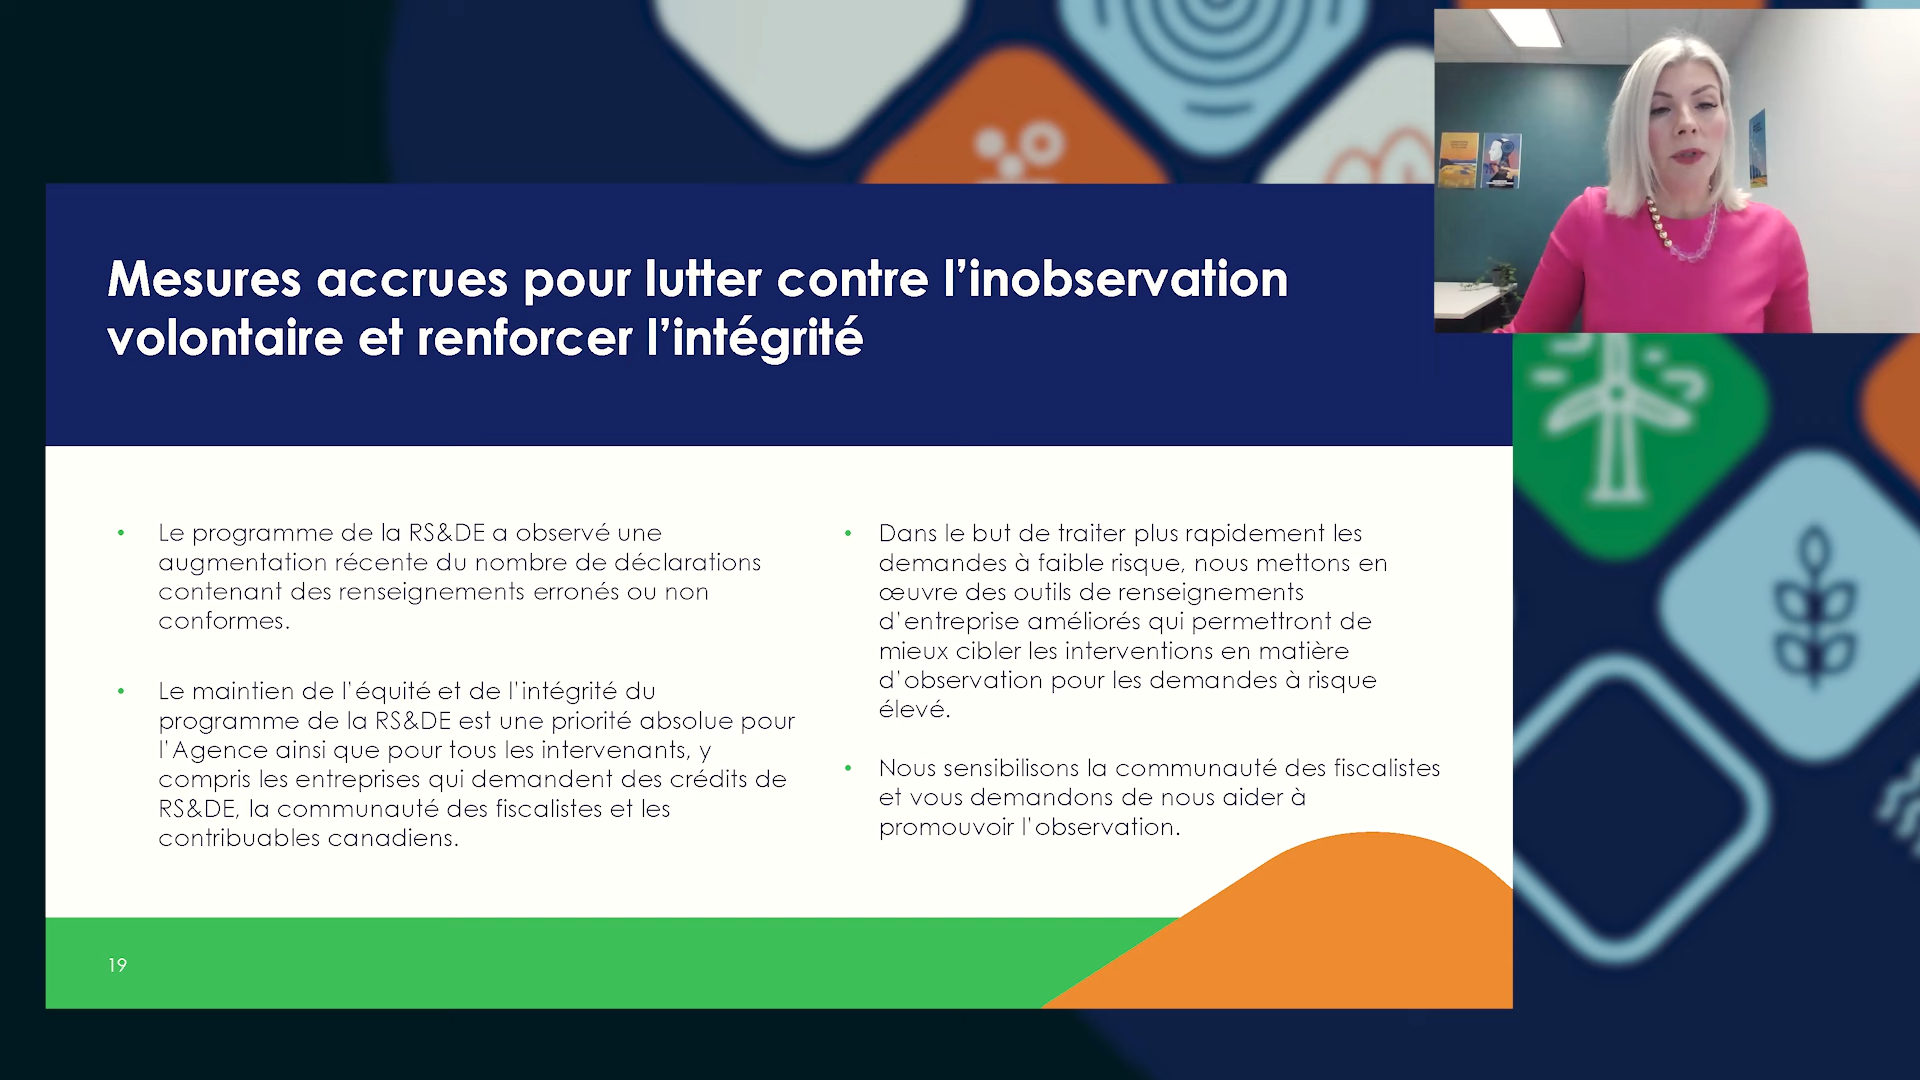 Mesures accrues pour lutter contre l’inobservation
volontaire et renforcer l’intégrité
Le programme de la RS&DE a observé une
augmentation récente du nombre de déclarations
contenant des renseignements erronés ou non
conformes.
Le maintien de l’équité et de l’intégrité du
programme de la RS&DE est une priorité absolue pour
l’Agence ainsi que pour tous les intervenants, y
compris les entreprises qui demandent des crédits de
RS&DE, la communauté des fiscalistes et les
contribuables canadiens.
Dans le but de traiter plus rapidement les
demandes à faible risque, nous mettons en
œuvre des outils de renseignements
d’entreprise améliorés qui permettront de
mieux cibler les interventions en matière
d’observation pour les demandes à risque
élevé.
Nous sensibilisons la communauté des fiscalistes
et vous demandons de nous aider à
promouvoir l’observation.
19